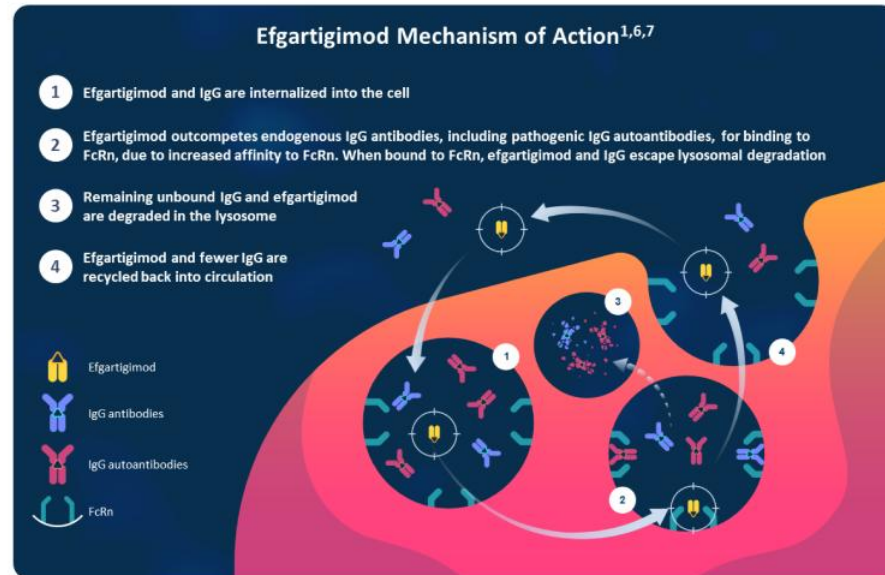 Efgartigimod Mechanism of Action1,6,7
1
Efgartigimod and IgG are internalized into the cell
2
Efgartigimod outcompetes endogenous IgG antibodies, including pathogenic IgG autoantibodies, for binding to
FcRn, due to increased affinity to FcRn. When bound to FcRn, efgartigimod and IgG escape lysosomal degradation
3
Remaining unbound IgG and efgartigimod
are degraded in the lysosome
4
Efgartigimod and fewer IgG are
recycled back into circulation
3
1
4
2
Efgartigimod
IgG antibodies
IgG autoantibodies
FcRn